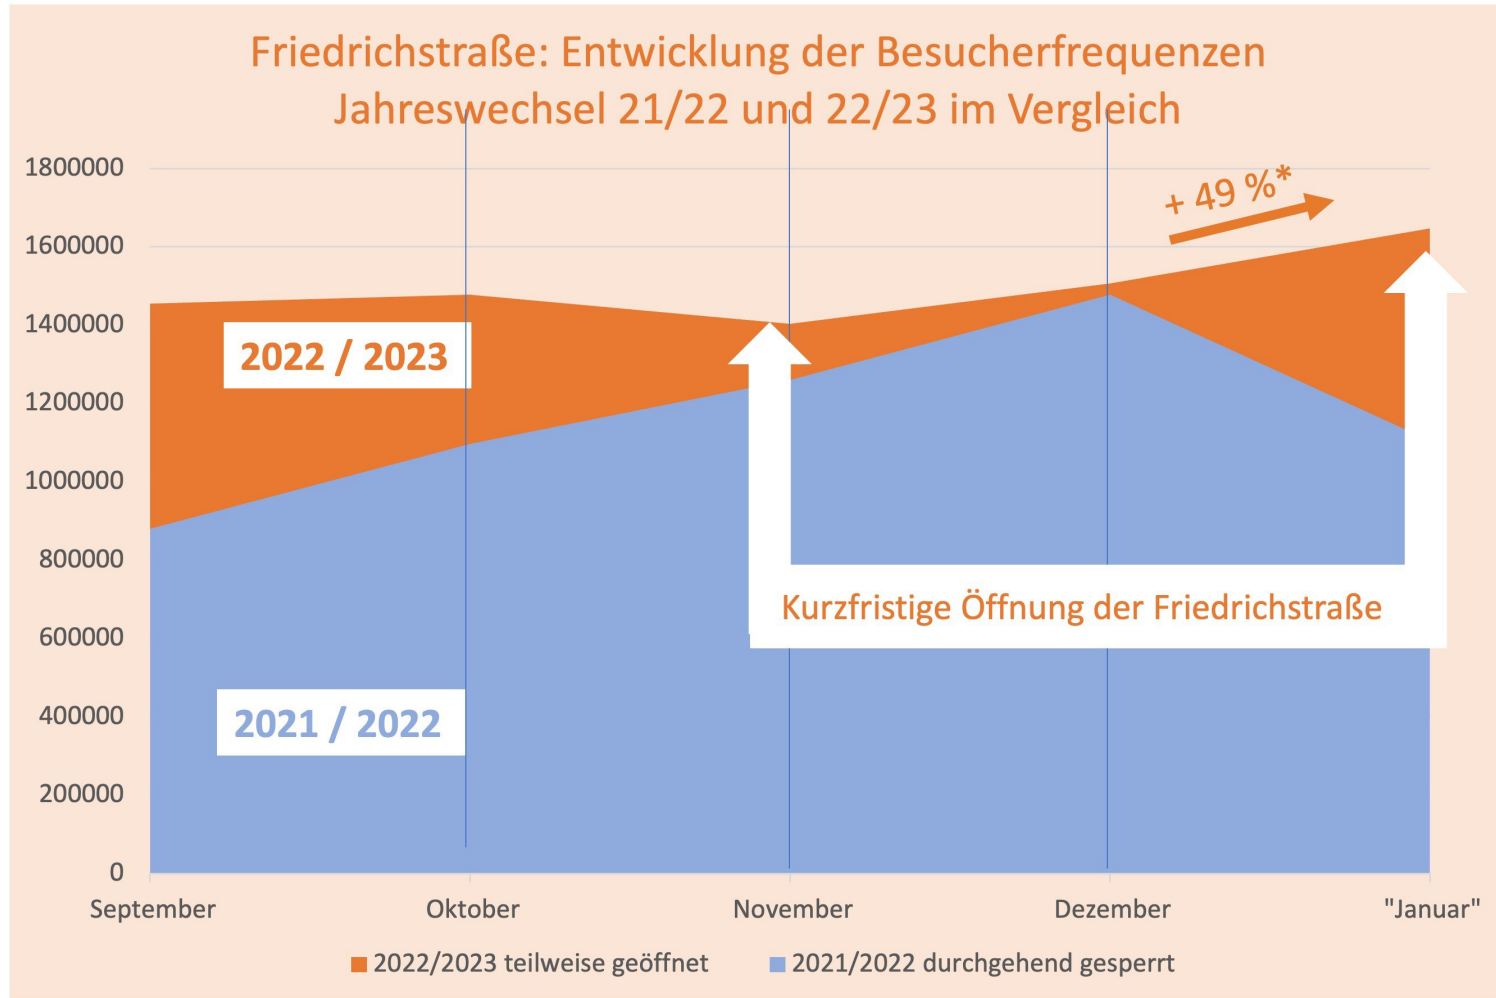 Friedrichstraße: Entwicklung der Besucherfrequenzen
Jahreswechsel 21/22 und 22/23 im Vergleich
1800000
+ 49 %*
1600000
1400000
2022 / 2023
1200000
1000000
800000
Kurzfristige Öffnung der Friedrichstraße
600000
400000
2021 / 2022
200000
0
September Oktober November Dezember "Januar"
2022/2023 teilweise geöffnet 2021/2022 durchgehend gesperrt